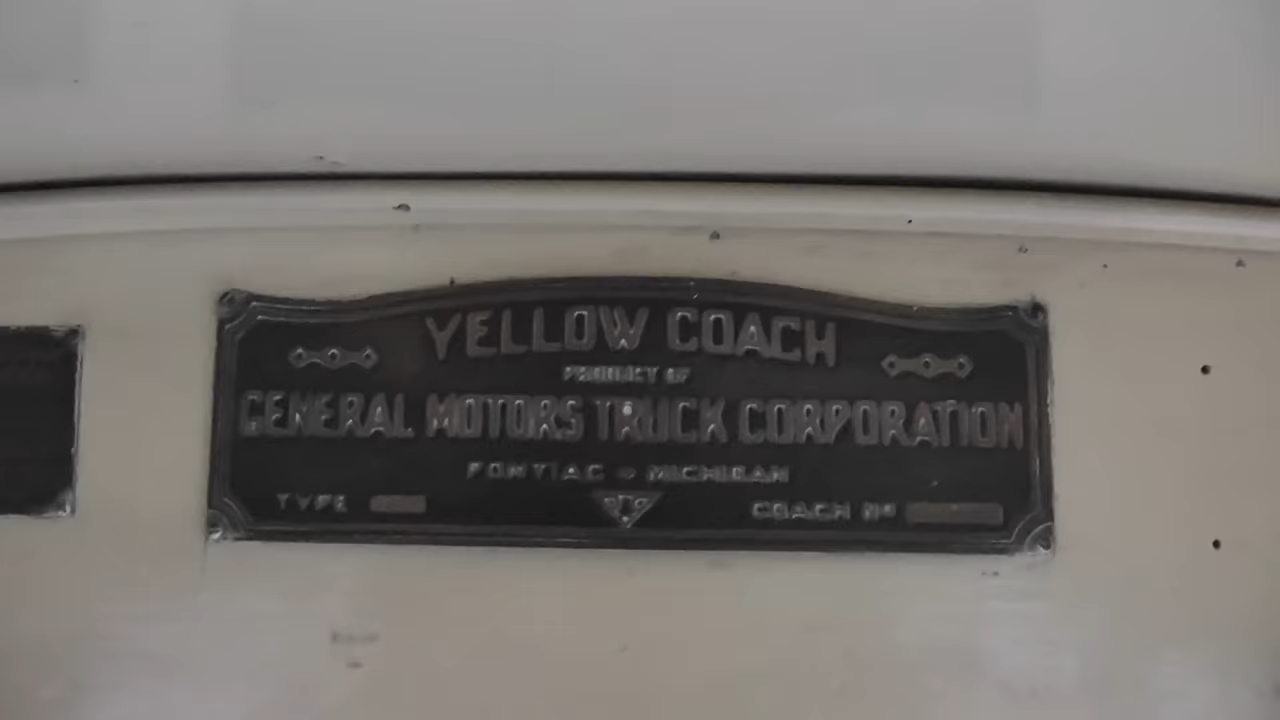 YELLOW COACH
PRODUCT OF
GENERAL MOTORS TRUCK CORPORATION
PONTIAC - MICHIGAN
TYPE
COACH Nº